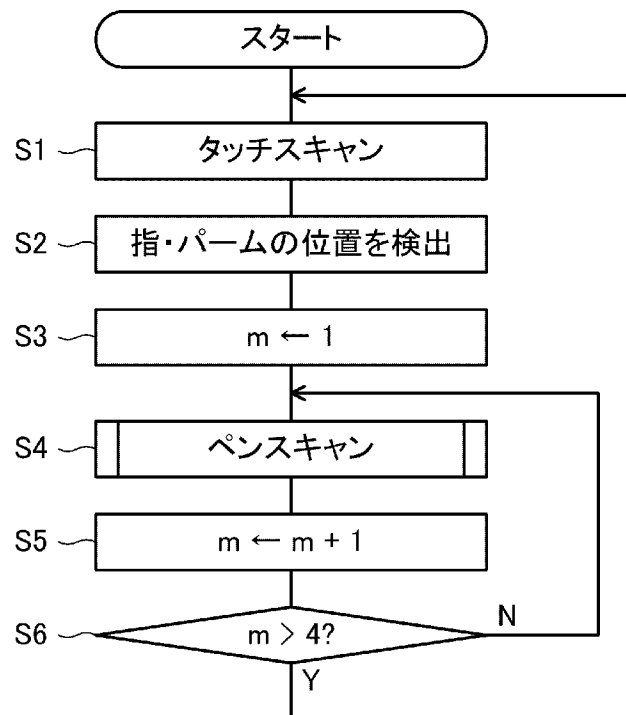 スタート
S1 タッチスキャン
S2 指・パームの位置を検出
S3 m ← 1
S4 ペンスキャン
S5 m ← m + 1
S6 m > 4? N
Y